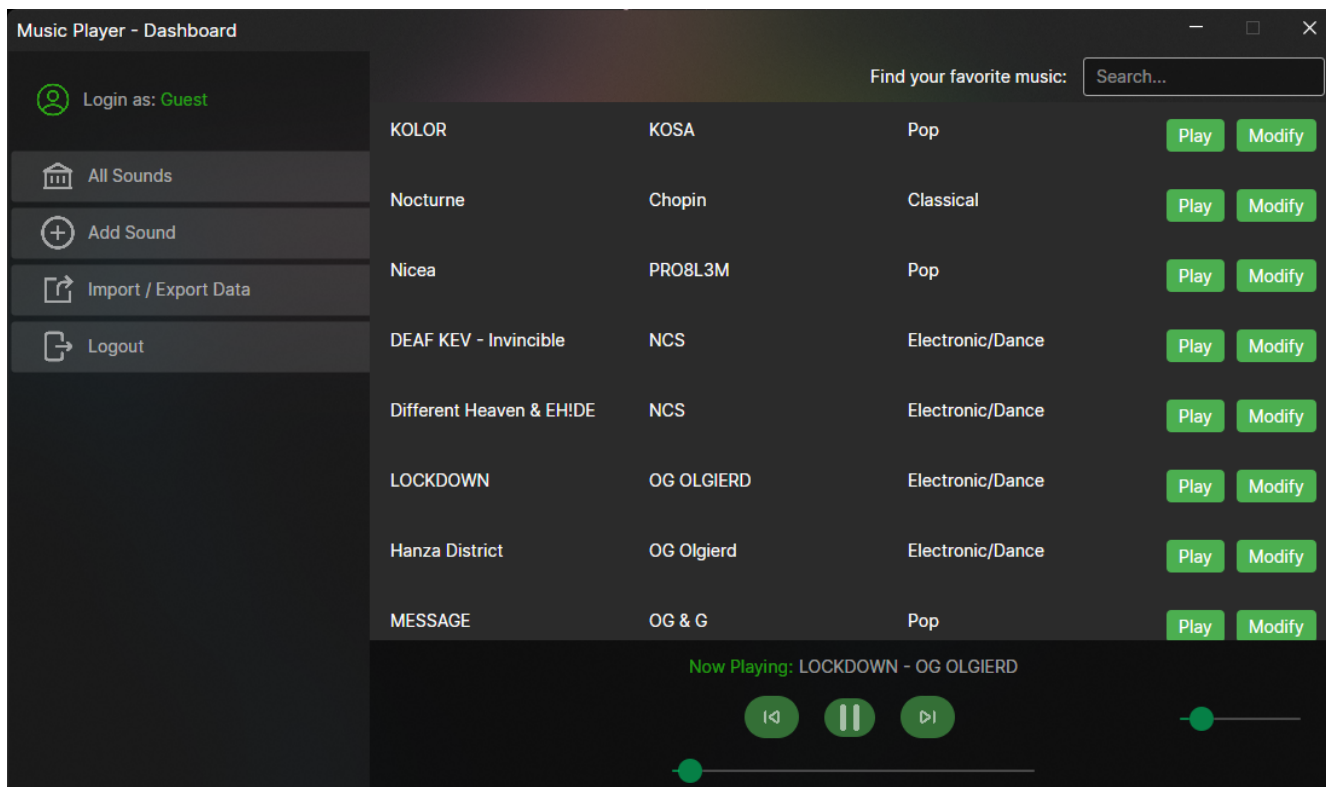 Music Player - Dashboard
Login as: Guest
Find your favorite music: Search...
All Sounds
Add Sound
Import / Export Data
Logout
KOLOR KOSA Pop Play Modify
Nocturne Chopin Classical Play Modify
Nicea PRO8L3M Pop Play Modify
DEAF KEV - Invincible NCS Electronic/Dance Play Modify
Different Heaven & EH!DE NCS Electronic/Dance Play Modify
LOCKDOWN OG OLGIERD Electronic/Dance Play Modify
Hanza District OG Olgierd Electronic/Dance Play Modify
MESSAGE OG & G Pop Play Modify
Now Playing: LOCKDOWN - OG OLGIERD